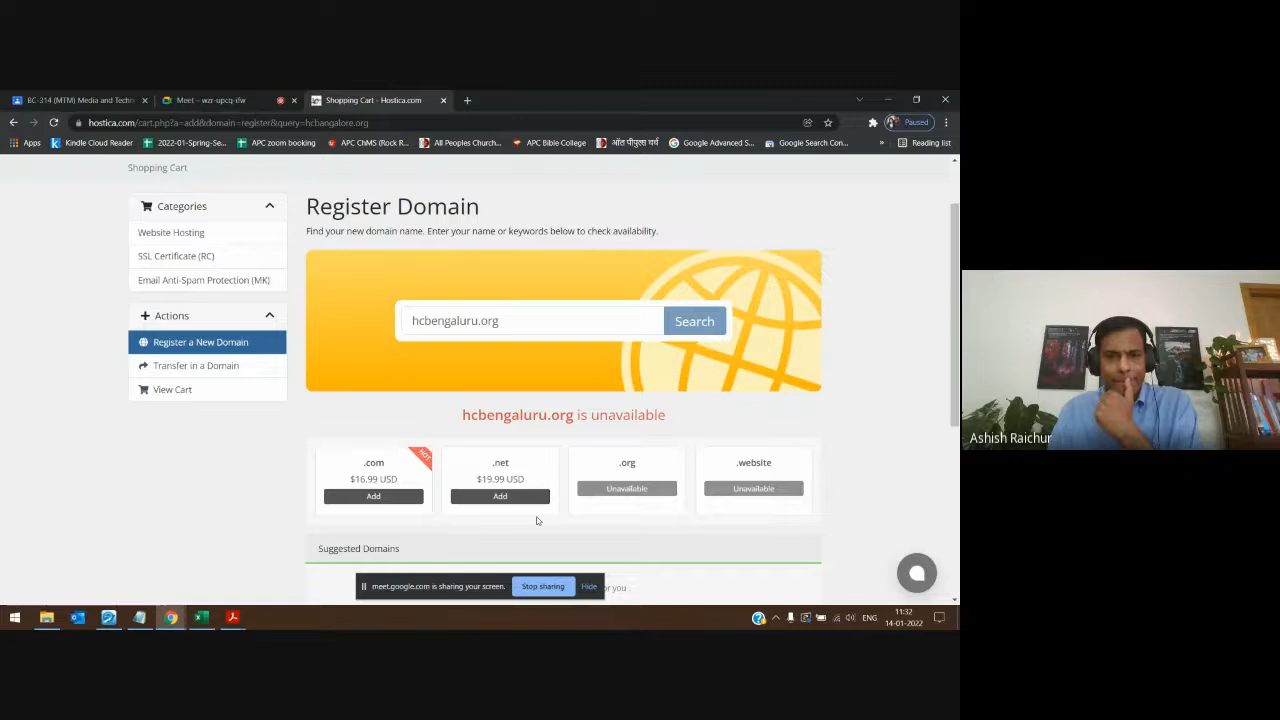 BC-314 (MTM) Media and Techn
Meet – wzr-upcq-ifw
Shopping Cart - Hostica.com
hostica.com/cart.php?a=add&domain=register&query=hcbangalore.org
Paused
Apps
Kindle Cloud Reader
2022-01-Spring-Se...
APC zoom booking
APC ChMS (Rock R...
All Peoples Church...
APC Bible College
ऑल पीपुल्स चर्च
Google Advanced S...
Google Search Con...
»
Reading list
Shopping Cart
Categories
Website Hosting
SSL Certificate (RC)
Email Anti-Spam Protection (MK)
Actions
Register a New Domain
Transfer in a Domain
View Cart
Register Domain
Find your new domain name. Enter your name or keywords below to check availability.
hcbengaluru.org
Search
hcbengaluru.org is unavailable
.com
$16.99 USD
Add
HOT
.net
$19.99 USD
Add
.org
Unavailable
.website
Unavailable
Suggested Domains
or you .
meet.google.com is sharing your screen.
Stop sharing
Hide
ENG
11:32
14-01-2022
Ashish Raichur